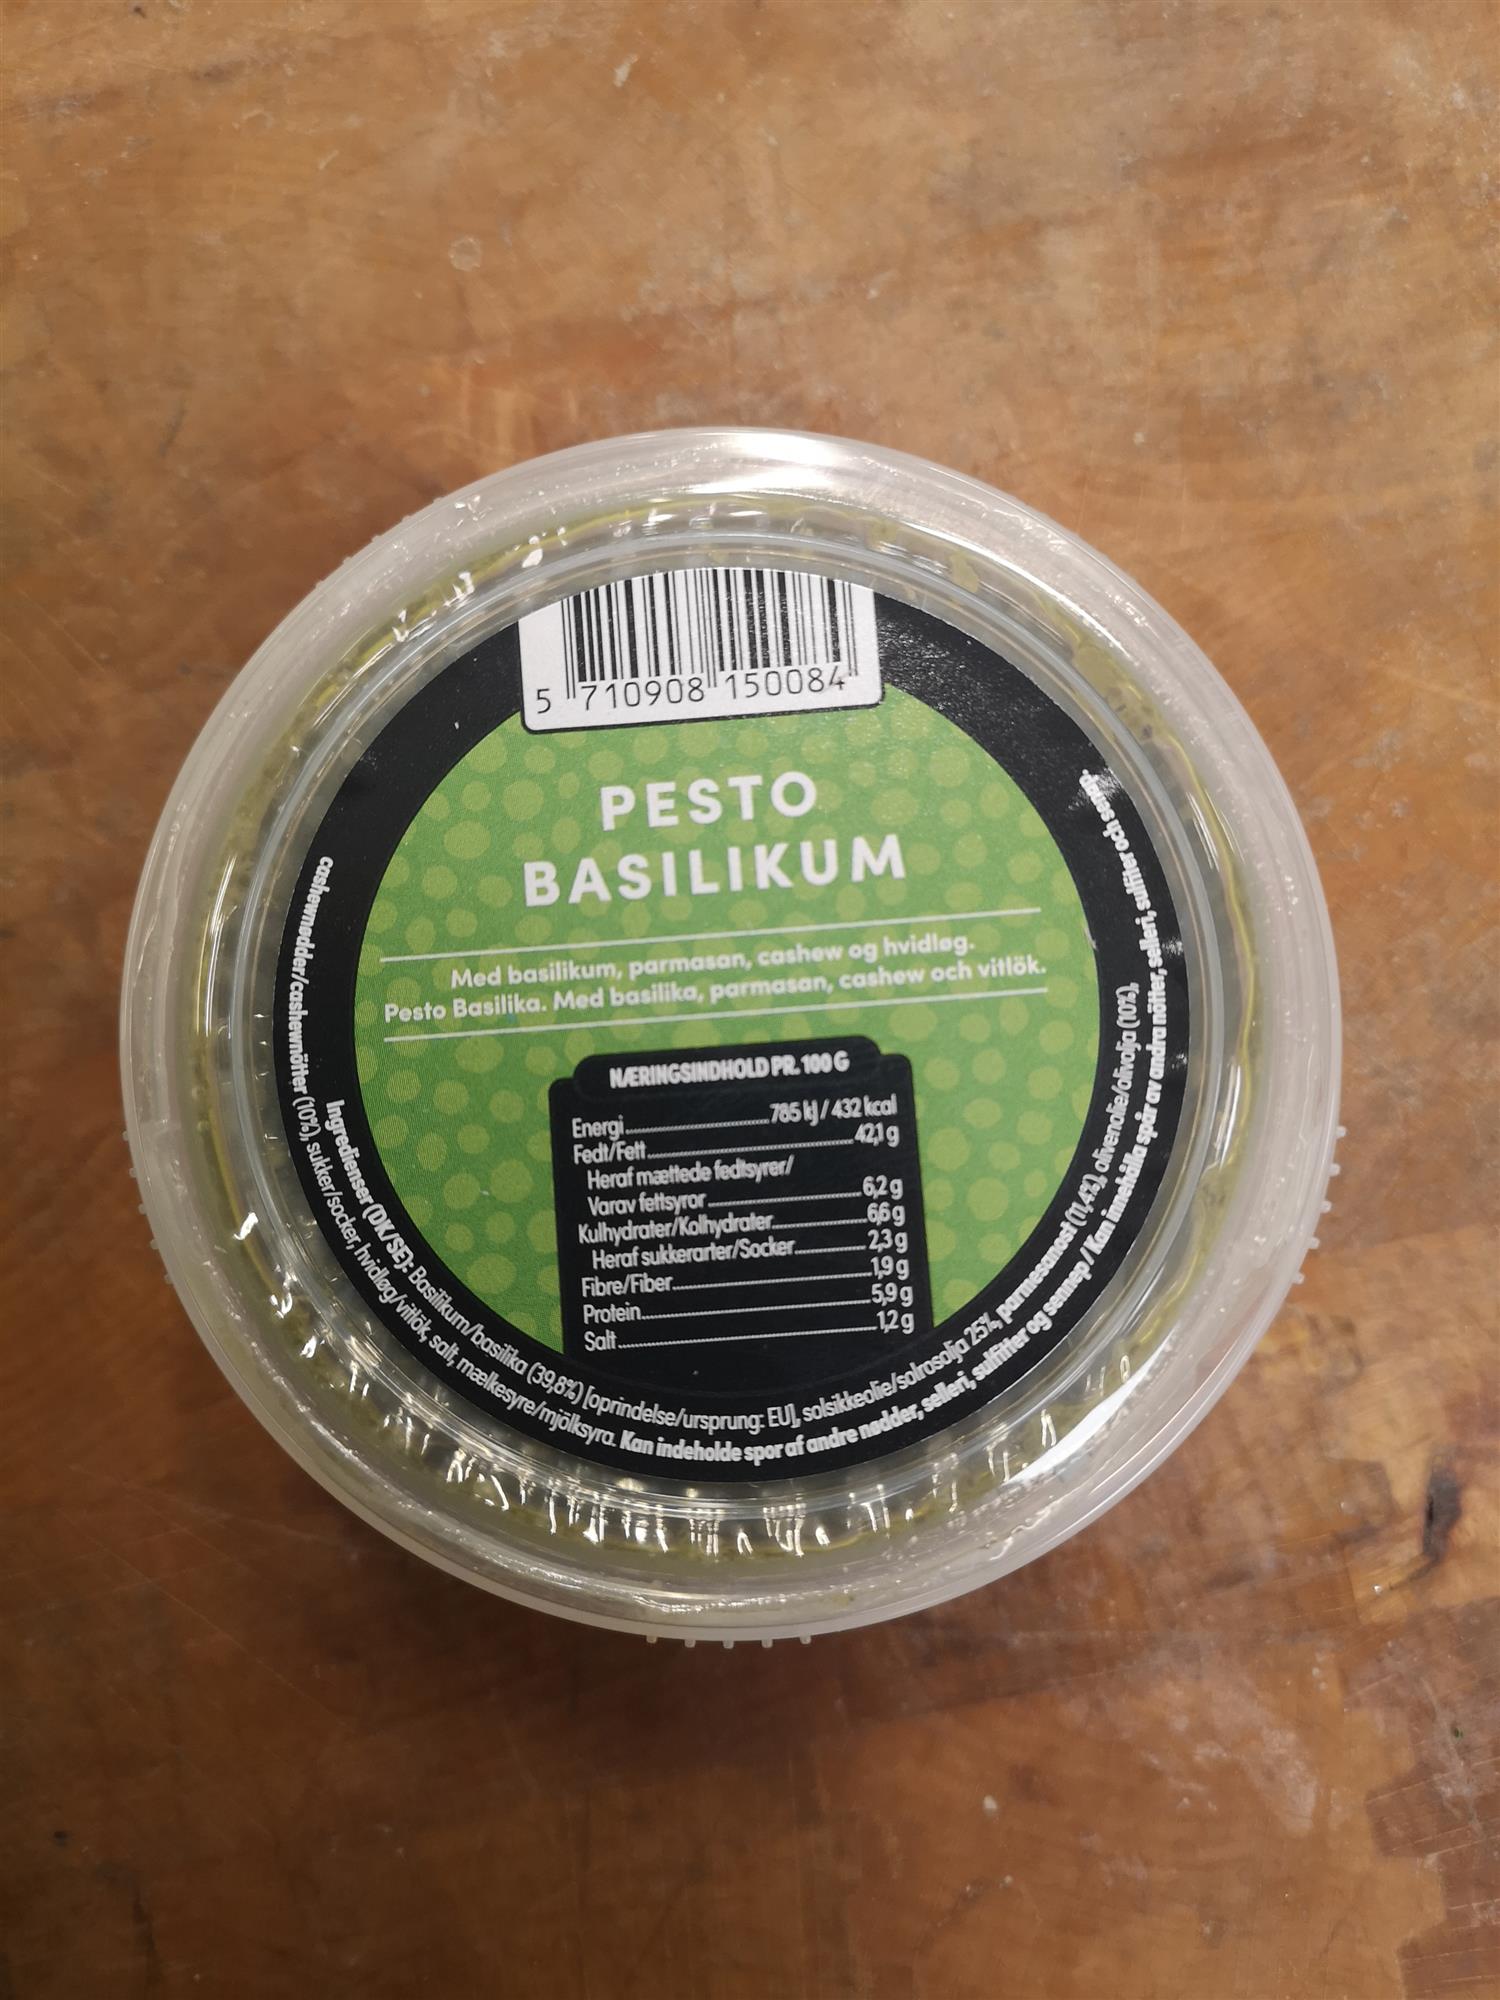 5 710908 150084
PESTO
BASILIKUM
Med basilikum, parmasan, cashew og hvidløg.
Pesto Basilika. Med basilika, parmasan, cashew och vitlök.
NÆRINGSINDHOLD PR. 100 G
Energi 785 kJ / 432 kcal
Fedt/Fett 42,1 g
Heraf mættede fedtsyrer/
Varav fettsyror 6,2 g
Kulhydrater/Kolhydrater 6,6 g
Heraf sukkerarter/Socker 2,3 g
Fibre/Fiber 1,9 g
Protein 5,9 g
Salt 1,2 g
Ingredienser (DK/SE): Basilikum/basilika (39,8%) [oprindelse/ursprung: EU], solsikkeolie/solrosolja 25%, parmesanost (11,4%), olivenolie/olivolja (10%),
cashewnødder/cashewnötter (10%), sukker/socker, hvidløg/vitlök, salt, mælkesyre/mjölksyra. Kan indeholde spor af andre nødder, selleri, sulfitter og sennep / Kan innehålla spår av andra nötter, selleri, sulfiter och senap.